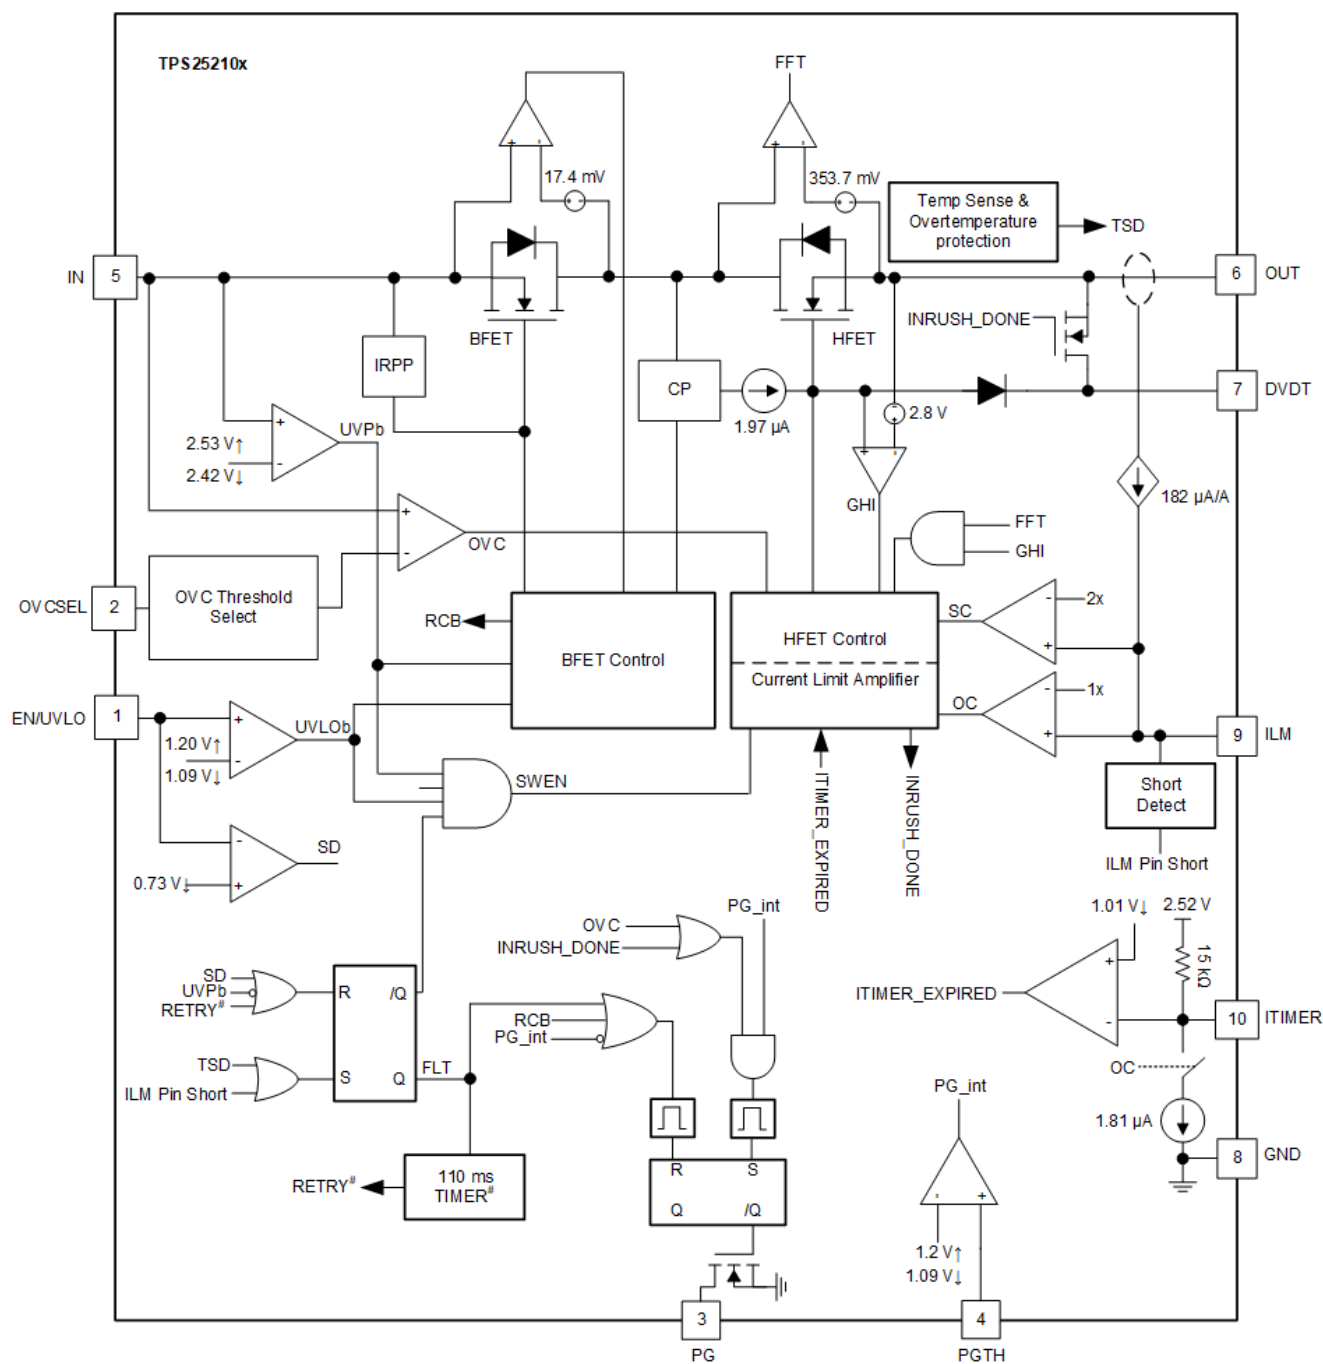 TPS25210x
FFT
17.4 mV
353.7 mV
Temp Sense &
Overtemperature
protection
TSD
IN
5
6
OUT
BFET
HFET
INRUSH_DONE
IRPP
CP
1.97 µA
2.8 V
7
DVDT
UVPb
2.53 V↑
2.42 V↓
GHI
182 µA/A
OVC
FFT
GHI
OVCSEL
2
OVC Threshold
Select
RCB
BFET Control
HFET Control
Current Limit Amplifier
SC
2x
OC
1x
EN/UVLO
1
UVLOb
1.20 V↑
1.09 V↓
9
ILM
SWEN
ITIMER_EXPIRED
INRUSH_DONE
Short
Detect
ILM Pin Short
SD
0.73 V↓
PG_int
OVC
INRUSH_DONE
1.01 V↓
2.52 V
15 kΩ
SD
UVPb
RETRY#
R
/Q
ITIMER_EXPIRED
10
ITIMER
RCB
PG_int
TSD
ILM Pin Short
S
Q
FLT
OC
PG_int
1.81 µA
8
GND
RETRY#
110 ms
TIMER#
R
S
Q
/Q
1.2 V↑
1.09 V↓
3
PG
4
PGTH
+
-
+
-
+
-
+
-
+
-
+
-
-
+
-
+
-
+
-
+
+
-
-
+
+
-
+
-
-
+